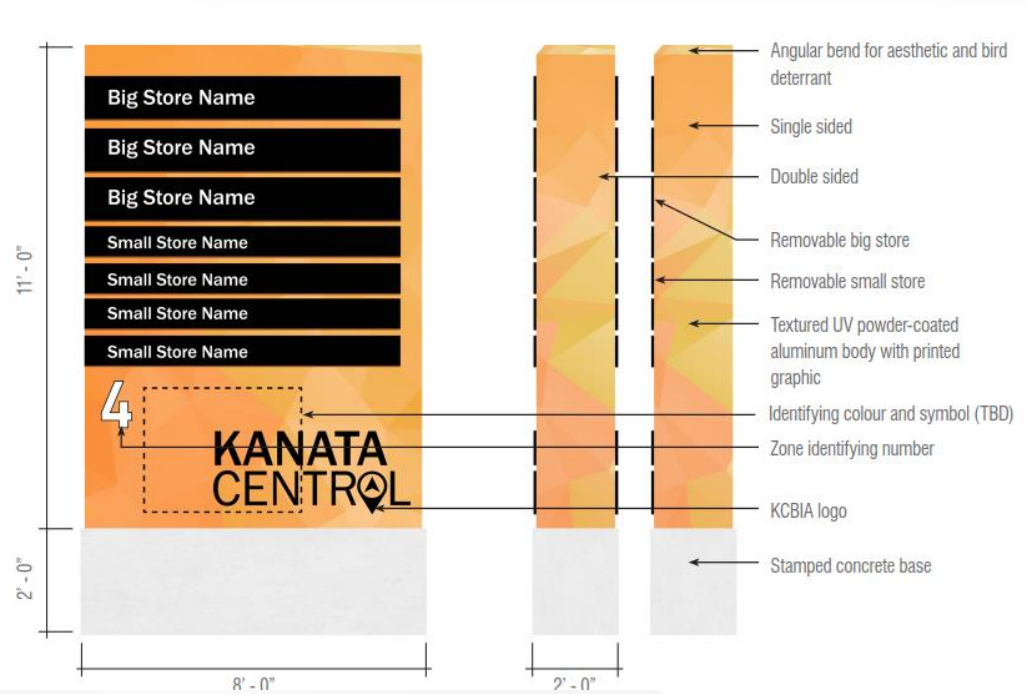 Big Store Name
Big Store Name
Big Store Name
Small Store Name
Small Store Name
Small Store Name
Small Store Name
4
KANATA
CENTROL
11' - 0"
2' - 0"
8' - 0"
2' - 0"
Angular bend for aesthetic and bird
deterrant
Single sided
Double sided
Removable big store
Removable small store
Textured UV powder-coated
aluminum body with printed
graphic
Identifying colour and symbol (TBD)
Zone identifying number
KCBIA logo
Stamped concrete base